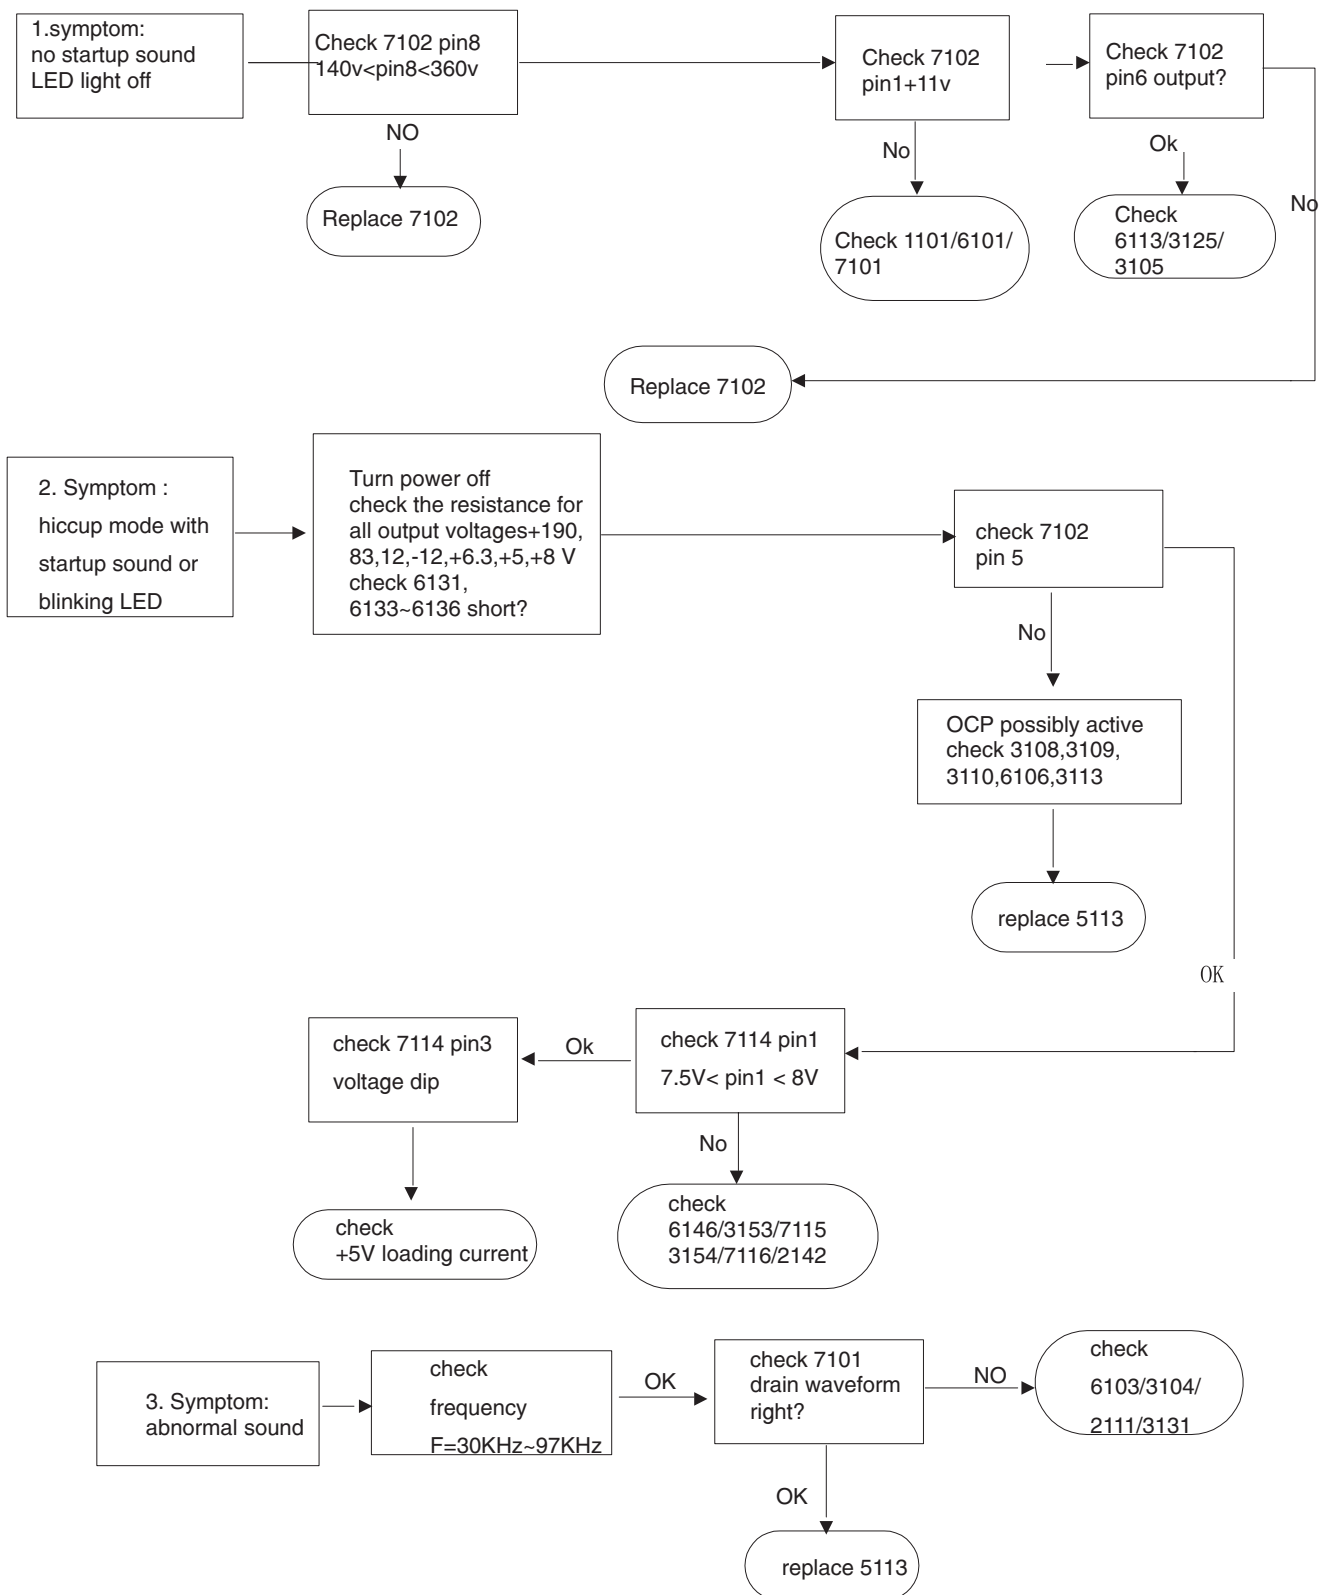 1.symptom:
no startup sound
LED light off
Check 7102 pin8
140v<pin8<360v
NO
Replace 7102
Check 7102
pin1+11v
No
Check 1101/6101/
7101
Check 7102
pin6 output?
Ok
Check
6113/3125/
3105
No
Replace 7102
2. Symptom :
hiccup mode with
startup sound or
blinking LED
Turn power off
check the resistance for
all output voltages+190,
83,12,-12,+6.3,+5,+8 V
check 6131,
6133~6136 short?
check 7102
pin 5
No
OCP possibly active
check 3108,3109,
3110,6106,3113
replace 5113
OK
check 7114 pin1
7.5V< pin1 < 8V
Ok
check 7114 pin3
voltage dip
check
+5V loading current
No
check
6146/3153/7115
3154/7116/2142
3. Symptom:
abnormal sound
check
frequency
F=30KHz~97KHz
OK
check 7101
drain waveform
right?
NO
check
6103/3104/
2111/3131
OK
replace 5113